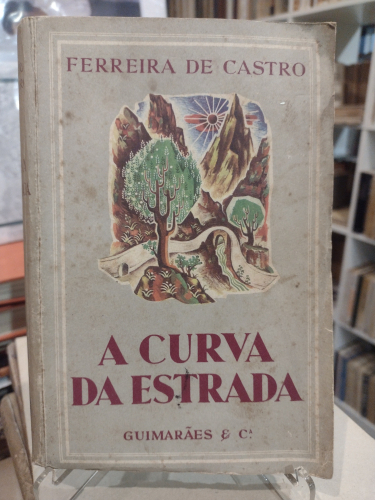 FERREIRA DE CASTRO
A CURVA
DA ESTRADA
GUIMARÃES & Cª